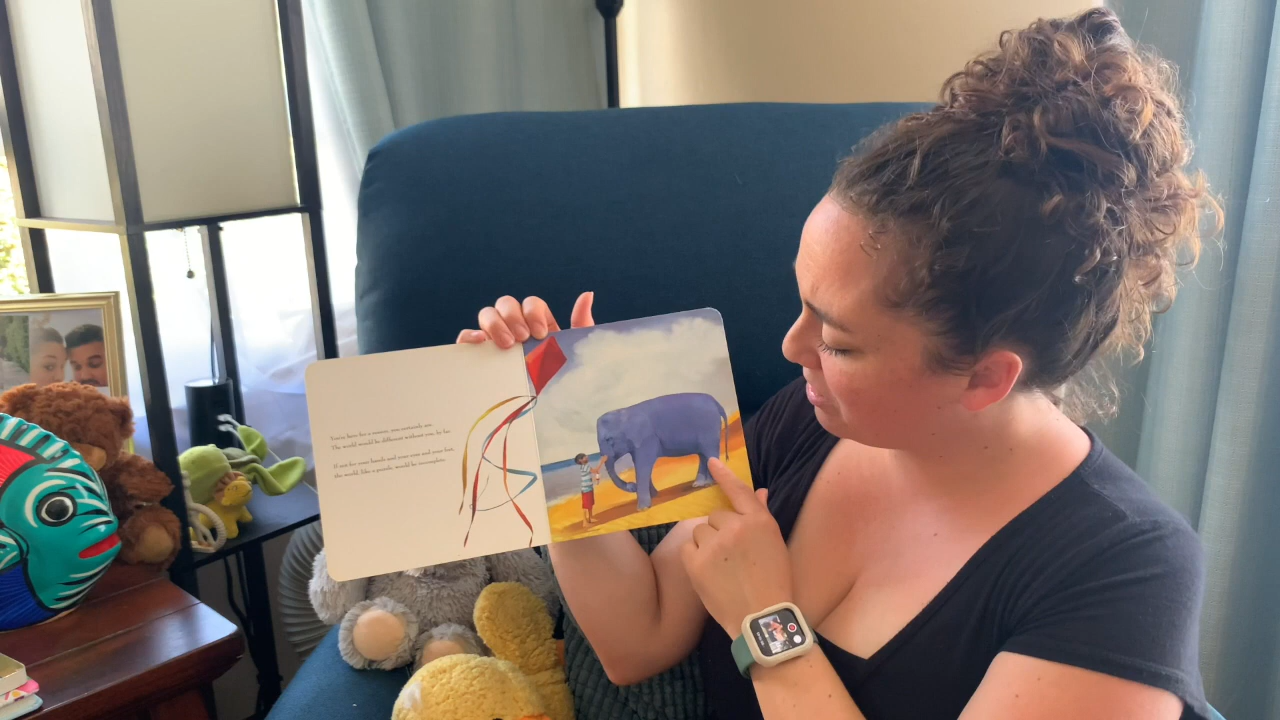 You're here for a reason, you certainly are.
The world would be different without you, by far.
If not for your hands and your eyes and your feet,
the world, like a puzzle, would be incomplete.